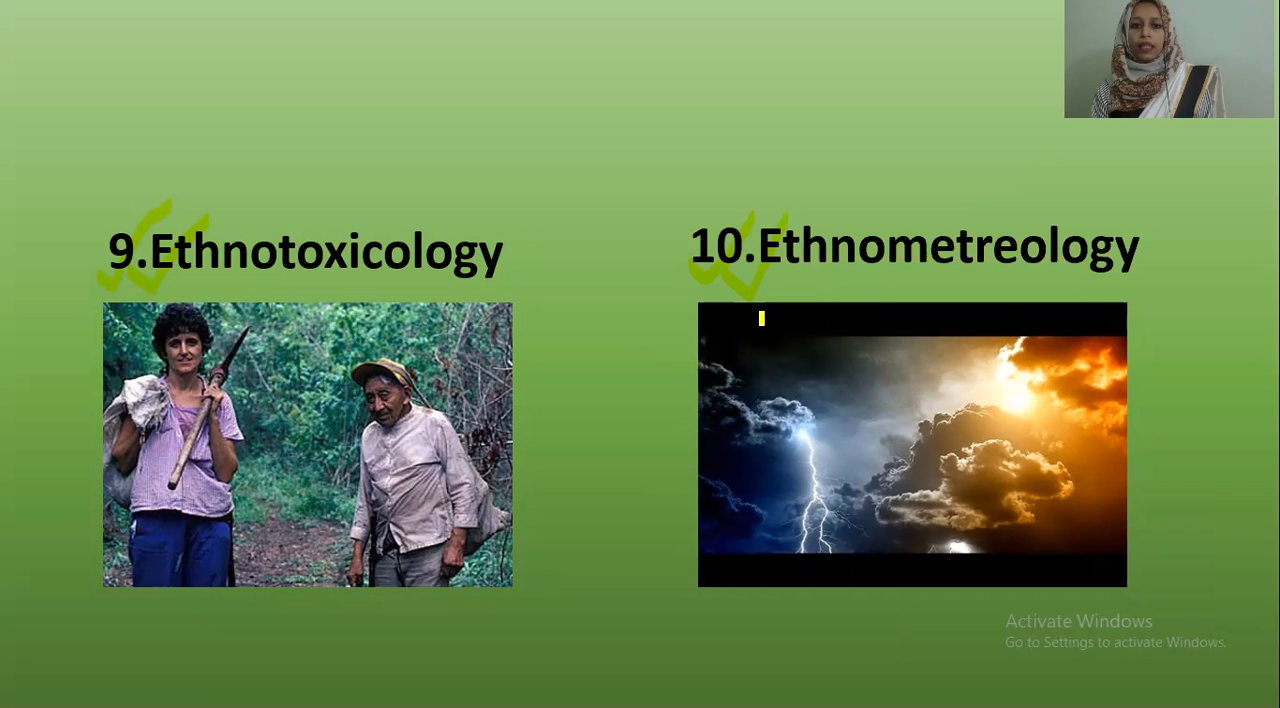 9.Ethnotoxicology
10.Ethnometreology
Activate Windows
Go to Settings to activate Windows.